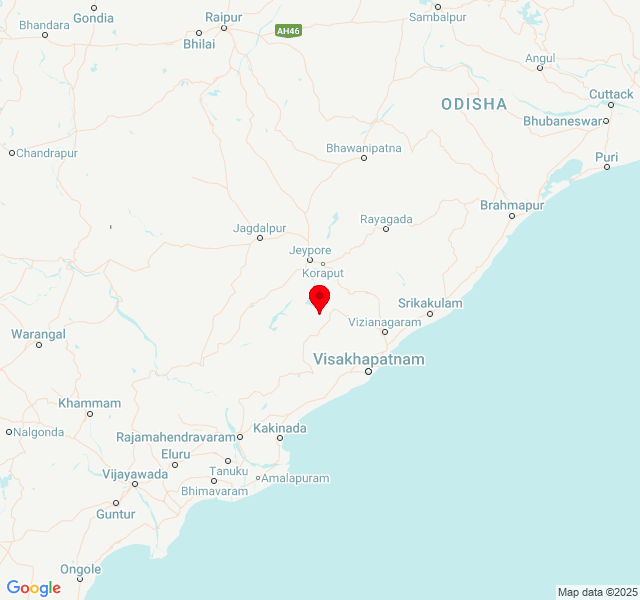 Gondia
Raipur
Sambalpur
Bhandara
AH46
Bhilai
Angul
Cuttack
ODISHA
Bhubaneswar
Chandrapur
Bhawanipatna
Puri
Brahmapur
Rayagada
Jagdalpur
Jeypore
Koraput
Srikakulam
Vizianagaram
Warangal
Visakhapatnam
Khammam
Nalgonda
Kakinada
Rajamahendravaram
Eluru
Tanuku
Vijayawada
Amalapuram
Bhimavaram
Guntur
Ongole
Google
Map data ©2025